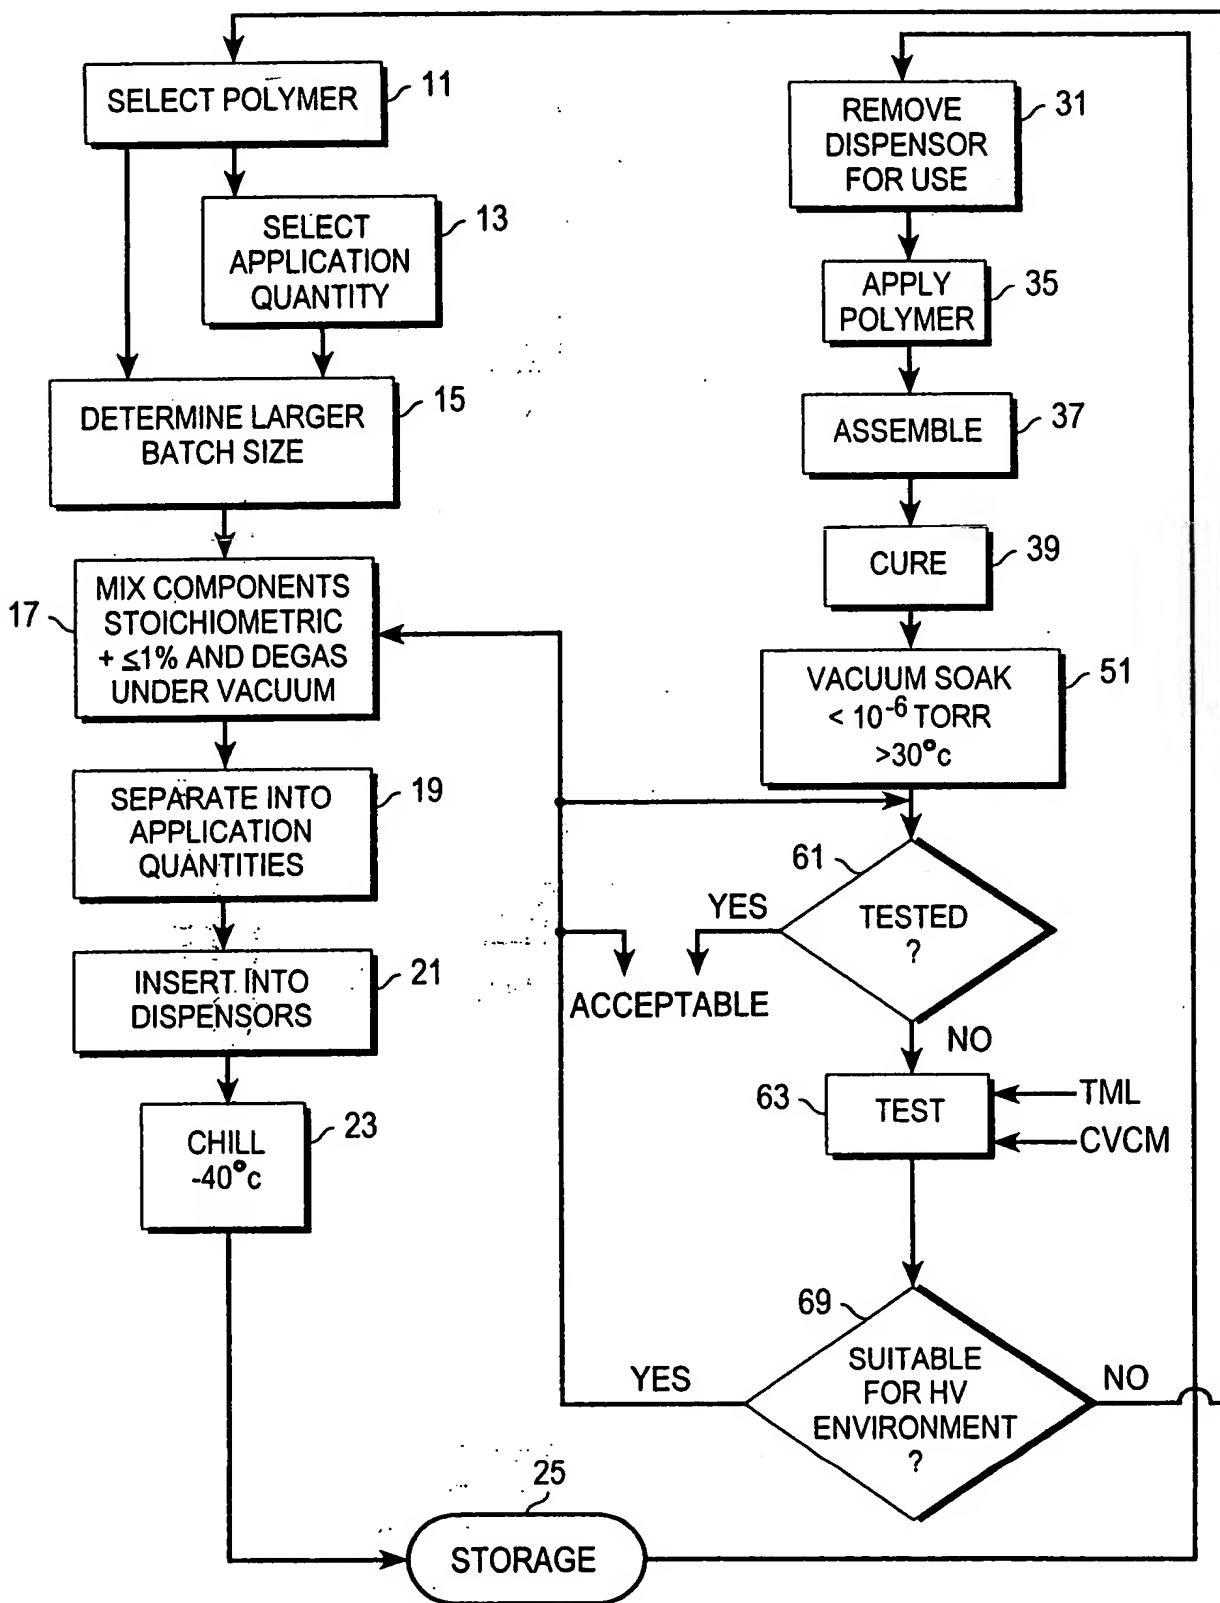 SELECT POLYMER
11
SELECT
APPLICATION
QUANTITY
13
DETERMINE LARGER
BATCH SIZE
15
17
MIX COMPONENTS
STOICHIOMETRIC
+ ≤1% AND DEGAS
UNDER VACUUM
SEPARATE INTO
APPLICATION
QUANTITIES
19
INSERT INTO
DISPENSORS
21
CHILL
-40°c
23
25
STORAGE
REMOVE
DISPENSOR
FOR USE
31
APPLY
POLYMER
35
ASSEMBLE
37
CURE
39
VACUUM SOAK
< 10⁻⁶ TORR
>30°c
51
61
TESTED
?
YES
ACCEPTABLE
NO
63
TEST
TML
CVCM
69
SUITABLE
FOR HV
ENVIRONMENT
?
YES
NO